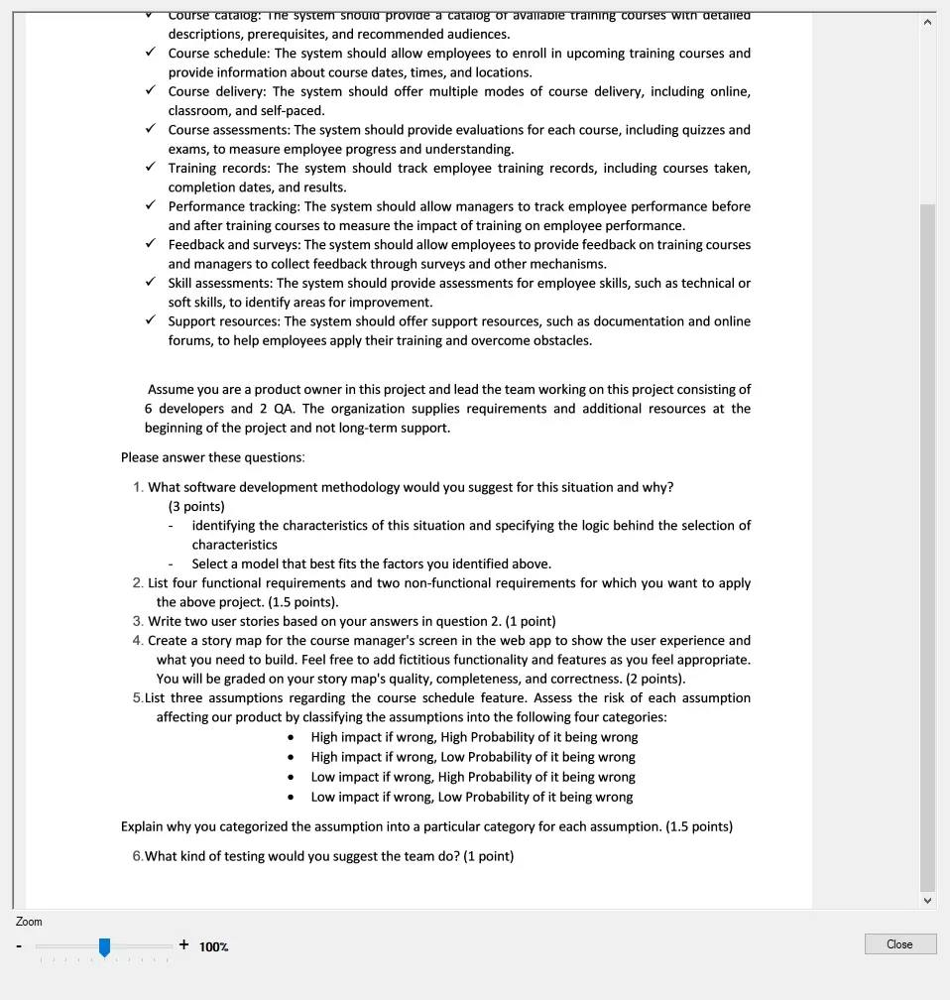 ✓ Course catalog: The system should provide a catalog of available training courses with detailed
descriptions, prerequisites, and recommended audiences.
✓ Course schedule: The system should allow employees to enroll in upcoming training courses and
provide information about course dates, times, and locations.
✓ Course delivery: The system should offer multiple modes of course delivery, including online,
classroom, and self-paced.
✓ Course assessments: The system should provide evaluations for each course, including quizzes and
exams, to measure employee progress and understanding.
✓ Training records: The system should track employee training records, including courses taken,
completion dates, and results.
✓ Performance tracking: The system should allow managers to track employee performance before
and after training courses to measure the impact of training on employee performance.
✓ Feedback and surveys: The system should allow employees to provide feedback on training courses
and managers to collect feedback through surveys and other mechanisms.
✓ Skill assessments: The system should provide assessments for employee skills, such as technical or
soft skills, to identify areas for improvement.
✓ Support resources: The system should offer support resources, such as documentation and online
forums, to help employees apply their training and overcome obstacles.
Assume you are a product owner in this project and lead the team working on this project consisting of
6 developers and 2 QA. The organization supplies requirements and additional resources at the
beginning of the project and not long-term support.
Please answer these questions:
1. What software development methodology would you suggest for this situation and why?
(3 points)
- identifying the characteristics of this situation and specifying the logic behind the selection of
characteristics
- Select a model that best fits the factors you identified above.
2. List four functional requirements and two non-functional requirements for which you want to apply
the above project. (1.5 points).
3. Write two user stories based on your answers in question 2. (1 point)
4. Create a story map for the course manager's screen in the web app to show the user experience and
what you need to build. Feel free to add fictitious functionality and features as you feel appropriate.
You will be graded on your story map's quality, completeness, and correctness. (2 points).
5.List three assumptions regarding the course schedule feature. Assess the risk of each assumption
affecting our product by classifying the assumptions into the following four categories:
• High impact if wrong, High Probability of it being wrong
• High impact if wrong, Low Probability of it being wrong
• Low impact if wrong, High Probability of it being wrong
• Low impact if wrong, Low Probability of it being wrong
Explain why you categorized the assumption into a particular category for each assumption. (1.5 points)
6.What kind of testing would you suggest the team do? (1 point)
Zoom
- + 100%
Close